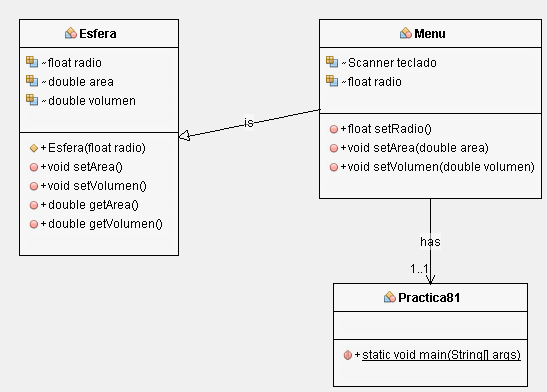 Esfera
~float radio
~double area
~double volumen
+Esfera(float radio)
+void setArea()
+void setVolumen()
+double getArea()
+double getVolumen()
is
Menu
~Scanner teclado
~float radio
+float setRadio()
+void setArea(double area)
+void setVolumen(double volumen)
has
1..1
Practica81
+static void main(String[] args)